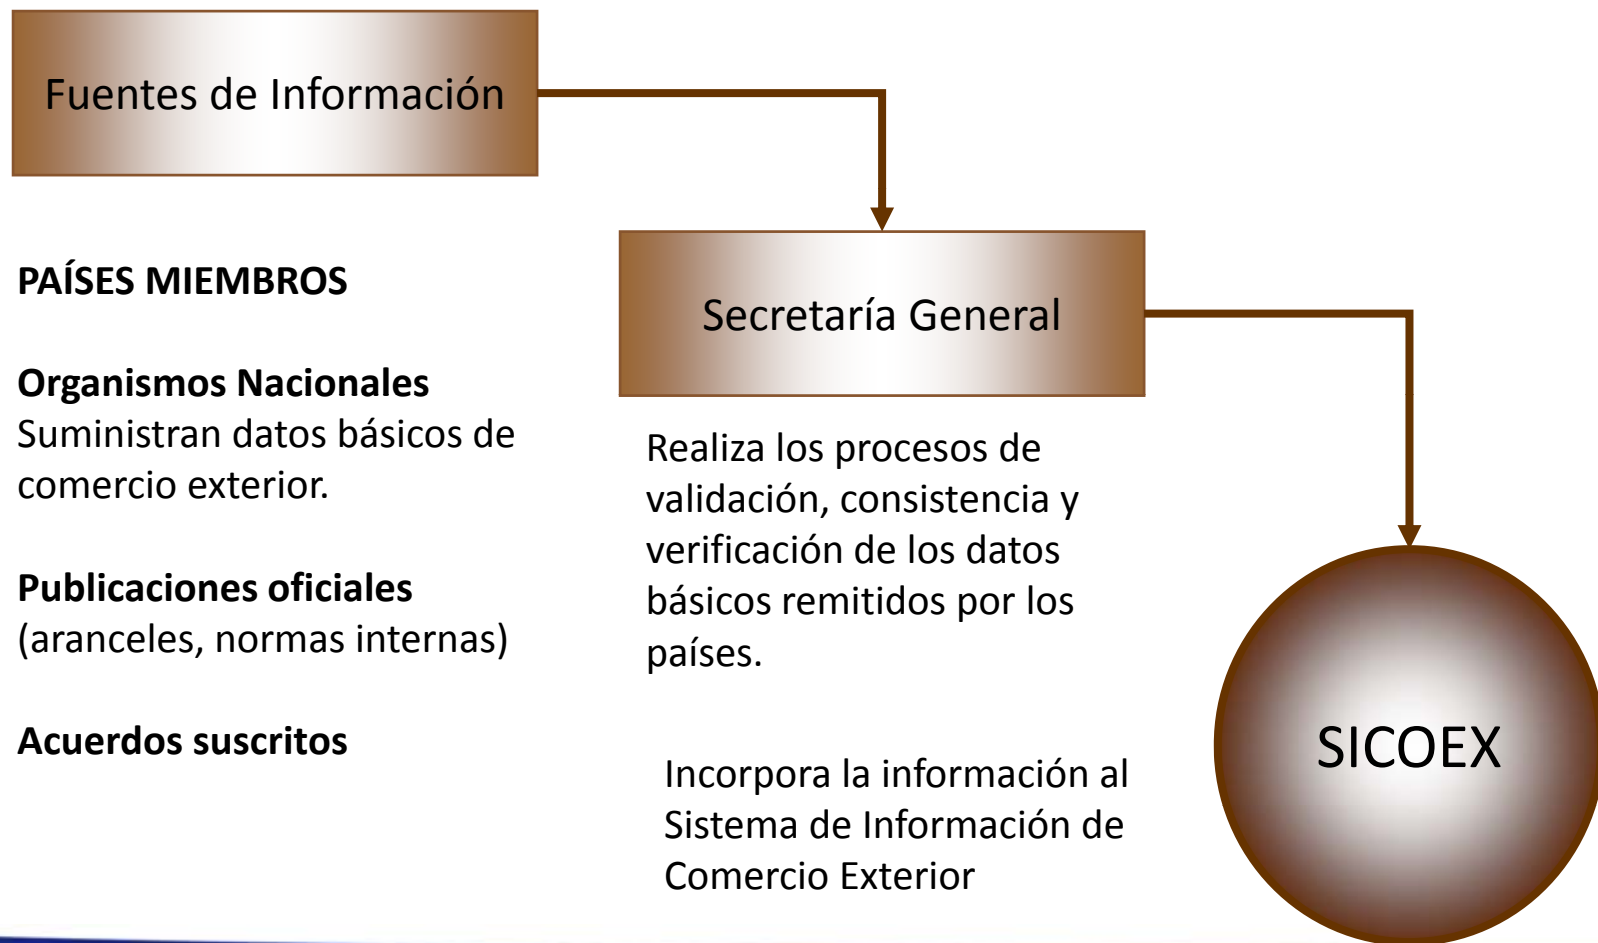 Fuentes de Información
PAÍSES MIEMBROS
Organismos Nacionales
Suministran datos básicos de
comercio exterior.
Publicaciones oficiales
(aranceles, normas internas)
Acuerdos suscritos
Secretaría General
Realiza los procesos de
validación, consistencia y
verificación de los datos
básicos remitidos por los
países.
Incorpora la información al
Sistema de Información de
Comercio Exterior
SICOEX